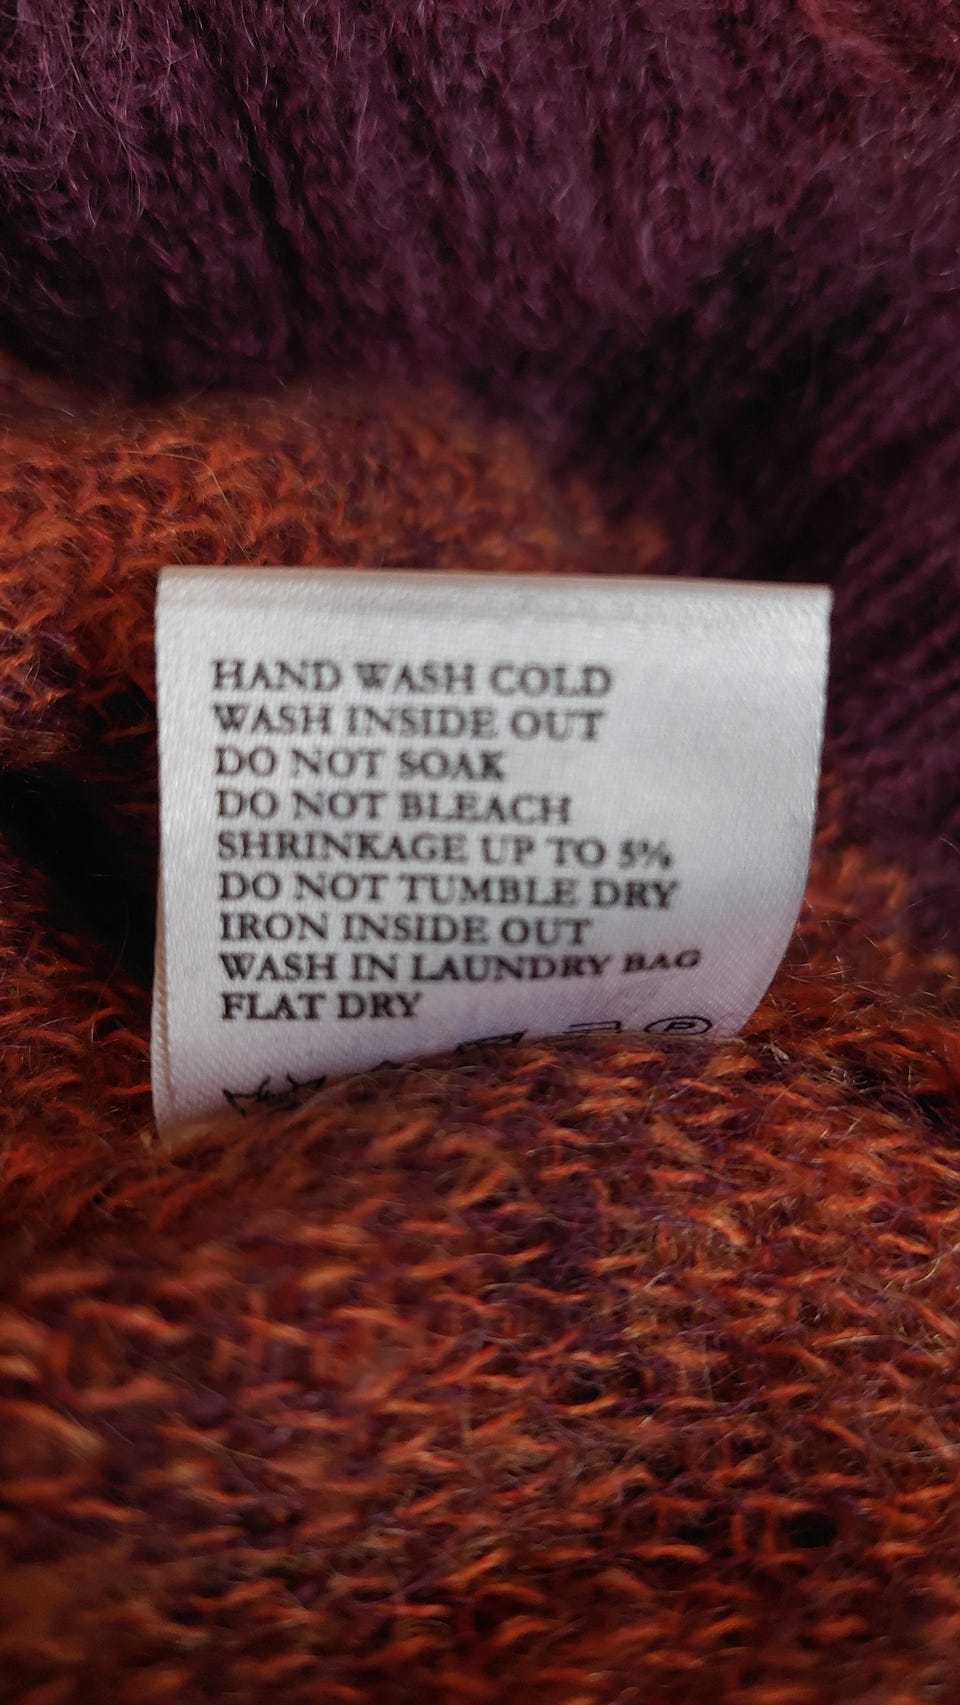 HAND WASH COLD
WASH INSIDE OUT
DO NOT SOAK
DO NOT BLEACH
SHRINKAGE UP TO 5%
DO NOT TUMBLE DRY
IRON INSIDE OUT
WASH IN LAUNDRY BAG
FLAT DRY
P